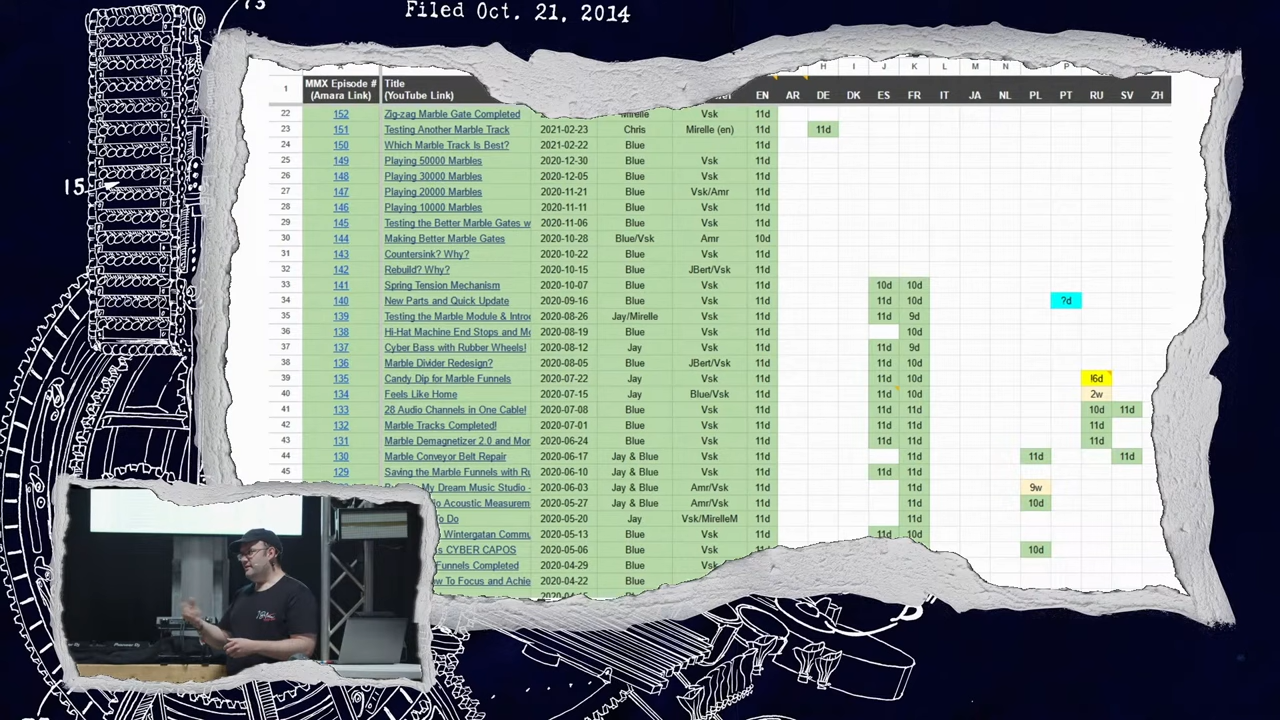 Filed Oct. 21, 2014
15
H I J K L M N P
1 MMX Episode # (Amara Link) Title (YouTube Link) EN AR DE DK ES FR IT JA NL PL PT RU SV ZH
22 152 Zig-zag Marble Gate Completed Mirelle Vsk 11d
23 151 Testing Another Marble Track 2021-02-23 Chris Mirelle (en) 11d 11d
24 150 Which Marble Track Is Best? 2021-02-22 Blue 11d
25 149 Playing 50000 Marbles 2020-12-30 Blue Vsk 11d
26 148 Playing 30000 Marbles 2020-12-05 Blue Vsk 11d
27 147 Playing 20000 Marbles 2020-11-21 Blue Vsk/Amr 11d
28 146 Playing 10000 Marbles 2020-11-11 Blue Vsk 11d
29 145 Testing the Better Marble Gates w 2020-11-06 Blue Vsk 11d
30 144 Making Better Marble Gates 2020-10-28 Blue/Vsk Amr 10d
31 143 Countersink? Why? 2020-10-22 Blue Vsk 11d
32 142 Rebuild? Why? 2020-10-15 Blue JBert/Vsk 11d
33 141 Spring Tension Mechanism 2020-10-07 Blue Vsk 11d 10d 10d
34 140 New Parts and Quick Update 2020-09-16 Blue Vsk 11d 11d 10d ?d
35 139 Testing the Marble Module & Introd 2020-08-26 Jay/Mirelle Vsk 11d 11d 9d
36 138 Hi-Hat Machine End Stops and Mo 2020-08-19 Blue Vsk 11d 10d
37 137 Cyber Bass with Rubber Wheels! 2020-08-12 Jay Vsk 11d 11d 9d
38 136 Marble Divider Redesign? 2020-08-05 Blue JBert/Vsk 11d 11d 10d
39 135 Candy Dip for Marble Funnels 2020-07-22 Jay Vsk 11d 11d 10d !6d
40 134 Feels Like Home 2020-07-15 Jay Blue/Vsk 11d 11d 10d 2w
41 133 28 Audio Channels in One Cable! 2020-07-08 Blue Vsk 11d 11d 11d 10d 11d
42 132 Marble Tracks Completed! 2020-07-01 Blue Vsk 11d 11d 11d 11d
43 131 Marble Demagnetizer 2.0 and Mor 2020-06-24 Blue Vsk 11d 11d 11d 11d
44 130 Marble Conveyor Belt Repair 2020-06-17 Jay & Blue Vsk 11d 11d 11d 11d
45 129 Saving the Marble Funnels with Ru 2020-06-10 Jay & Blue Vsk 11d 11d 11d
My Dream Music Studio - 2020-06-03 Jay & Blue Amr/Vsk 11d 11d 9w
Acoustic Measurem 2020-05-27 Jay & Blue Amr/Vsk 11d 11d 10d
To Do 2020-05-20 Jay Vsk/MirelleM 11d 11d
Wintergatan Commu 2020-05-13 Blue Vsk 11d 11d 10d
CYBER CAPOS 2020-05-06 Blue Vsk 11d 10d
Funnels Completed 2020-04-29 Blue Vsk
How To Focus and Achie 2020-04-22 Blue